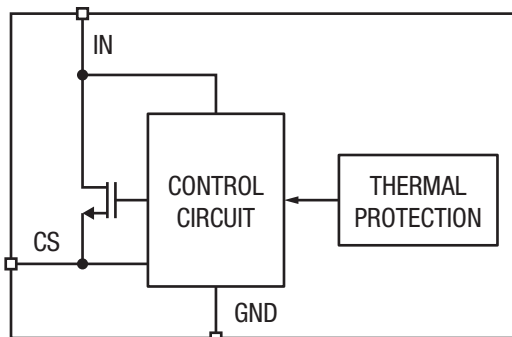 IN
CONTROL
CIRCUIT
THERMAL
PROTECTION
CS
GND